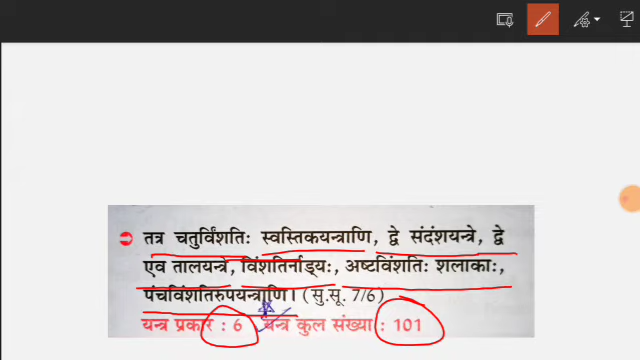 तत्र चतुर्विंशतिः स्वस्तिकयन्त्राणि, द्वे संदंशयन्त्रे, द्वे
एव तालयन्त्रे, विंशतिर्नाड्यः, अष्टविंशतिः शलाकाः,
पंचविंशतिरुपयन्त्राणि। (सु.सू. 7/6)
यन्त्र प्रकार : 6 यन्त्र कुल संख्या : 101